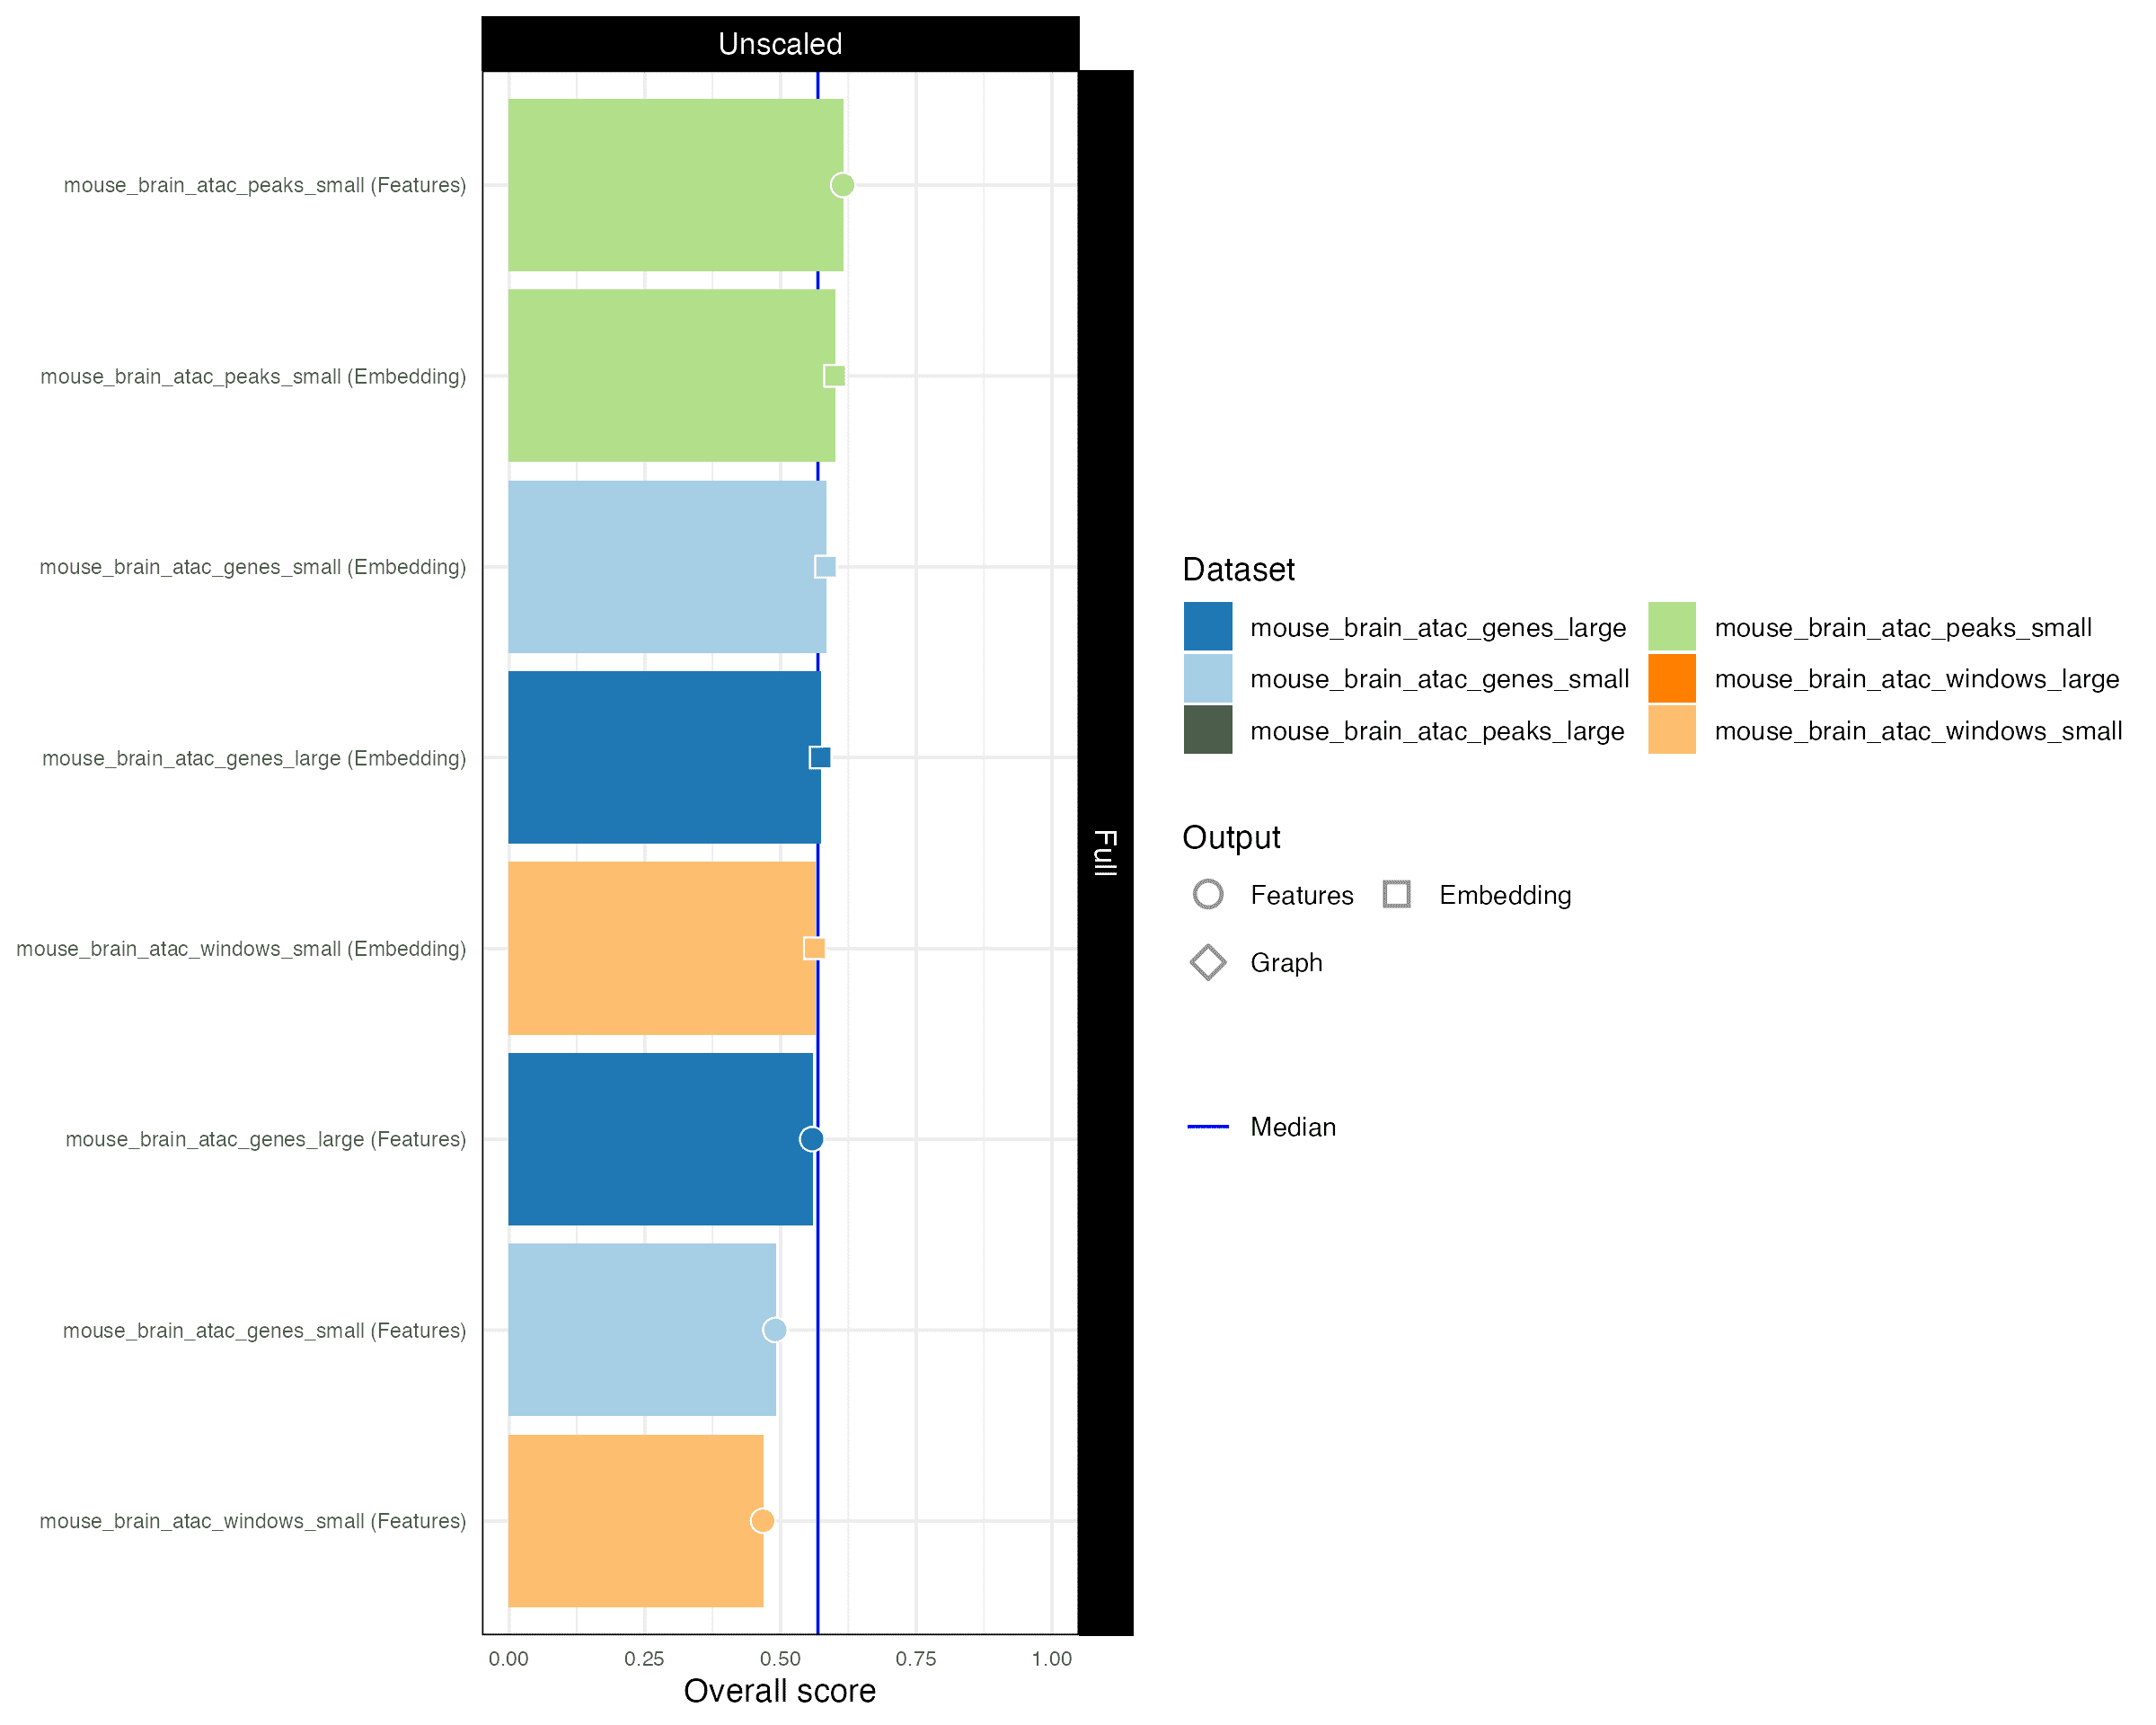 Unscaled
mouse_brain_atac_peaks_small (Features)
mouse_brain_atac_peaks_small (Embedding)
mouse_brain_atac_genes_small (Embedding)
mouse_brain_atac_genes_large (Embedding)
mouse_brain_atac_windows_small (Embedding)
mouse_brain_atac_genes_large (Features)
mouse_brain_atac_genes_small (Features)
mouse_brain_atac_windows_small (Features)
0.00 0.25 0.50 0.75 1.00
Overall score
Full
Dataset
mouse_brain_atac_genes_large mouse_brain_atac_peaks_small
mouse_brain_atac_genes_small mouse_brain_atac_windows_large
mouse_brain_atac_peaks_large mouse_brain_atac_windows_small
Output
Features Embedding
Graph
Median